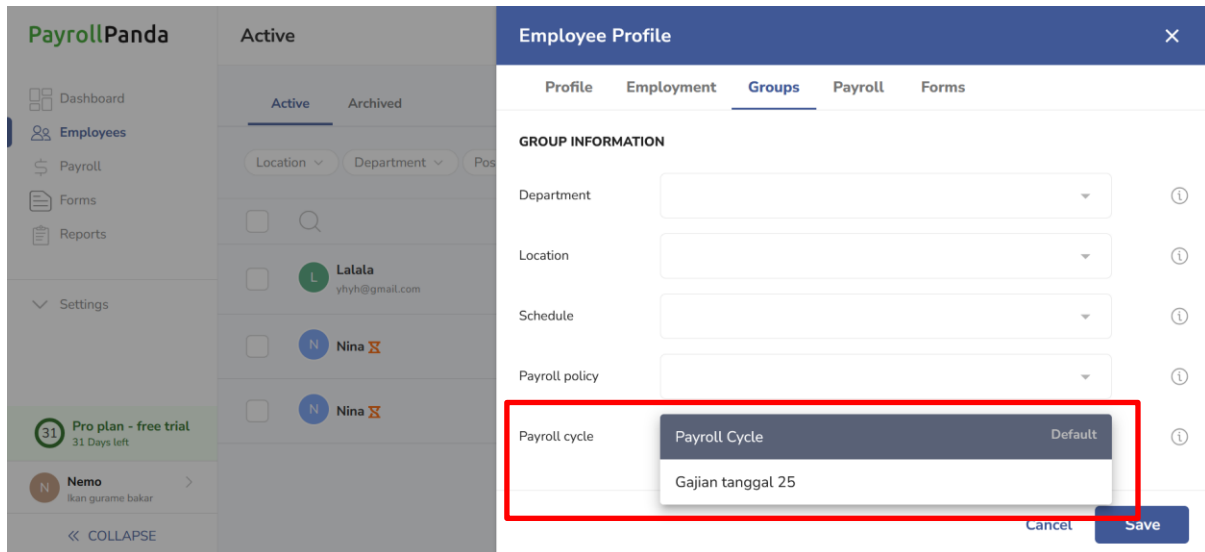 PayrollPanda
Dashboard
Employees
Payroll
Forms
Reports
Settings
31
Pro plan - free trial
31 Days left
N
Nemo
Ikan gurame bakar
COLLAPSE
Active
Active Archived
Location Department Pos
L
Lalala
yhyh@gmail.com
N Nina
N Nina
Employee Profile
Profile Employment Groups Payroll Forms
GROUP INFORMATION
Department
Location
Schedule
Payroll policy
Payroll cycle
Payroll Cycle Default
Gajian tanggal 25
Cancel Save